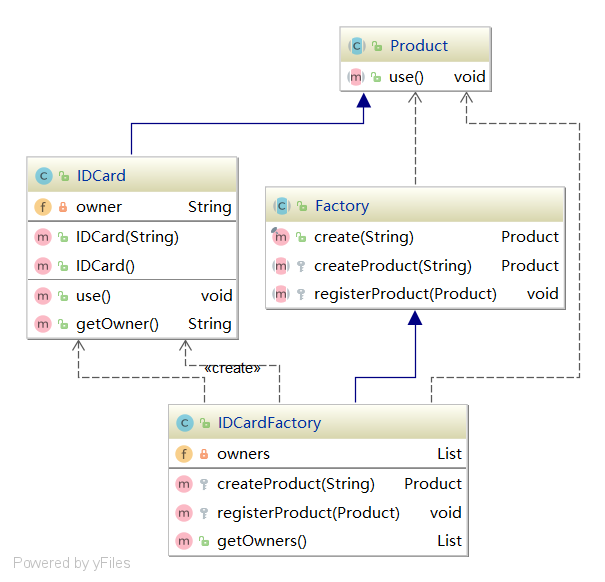 Product
use() void
IDCard
owner String
IDCard(String)
IDCard()
use() void
getOwner() String
Factory
create(String) Product
createProduct(String) Product
registerProduct(Product) void
«create»
IDCardFactory
owners List
createProduct(String) Product
registerProduct(Product) void
getOwners() List
Powered by yFiles